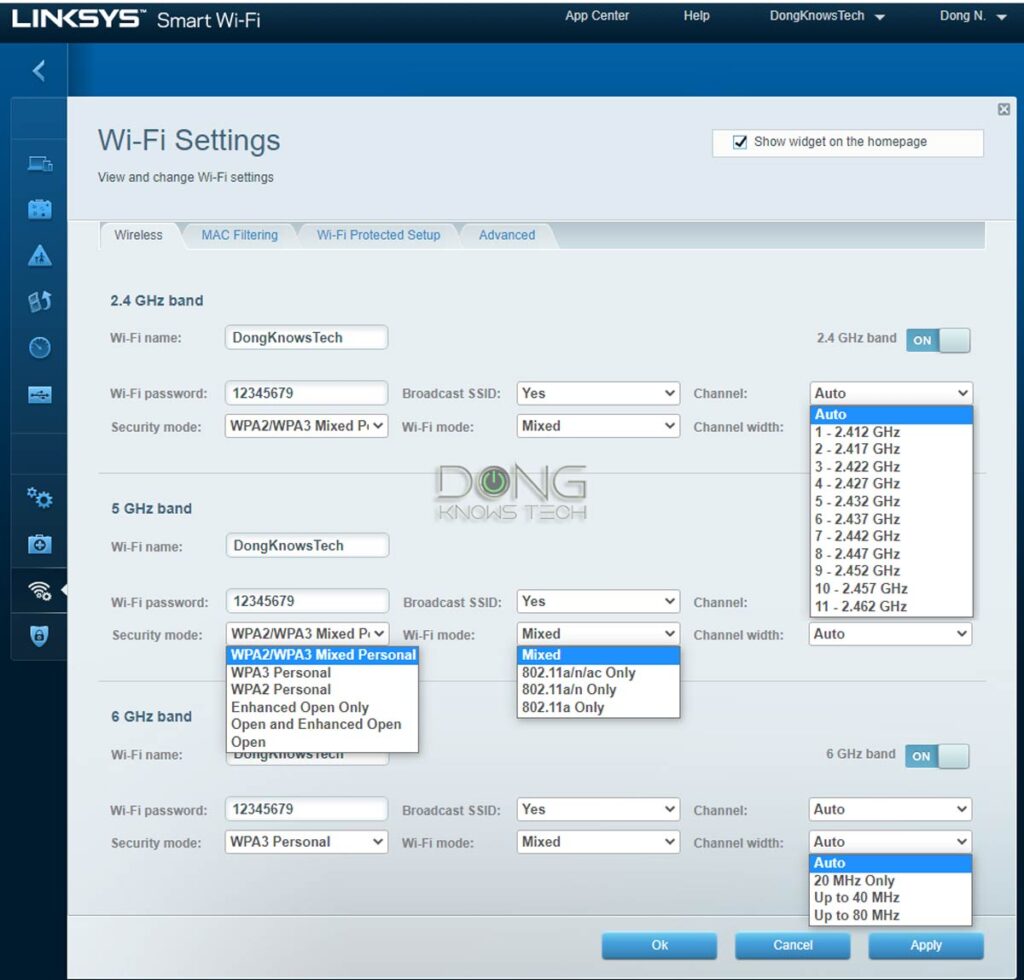 LINKSYS™ Smart Wi-Fi
App Center Help DongKnowsTech Dong N.
Wi-Fi Settings
Show widget on the homepage
View and change Wi-Fi settings
Wireless MAC Filtering Wi-Fi Protected Setup Advanced
2.4 GHz band
Wi-Fi name: DongKnowsTech 2.4 GHz band ON
Wi-Fi password: 12345679 Broadcast SSID: Yes Channel: Auto
Security mode: WPA2/WPA3 Mixed P Wi-Fi mode: Mixed Channel width:
Auto
1 - 2.412 GHz
2 - 2.417 GHz
3 - 2.422 GHz
4 - 2.427 GHz
5 - 2.432 GHz
6 - 2.437 GHz
7 - 2.442 GHz
8 - 2.447 GHz
9 - 2.452 GHz
10 - 2.457 GHz
11 - 2.462 GHz
DONG
KNOWS TECH
5 GHz band
Wi-Fi name: DongKnowsTech
Wi-Fi password: 12345679 Broadcast SSID: Yes Channel:
Security mode: WPA2/WPA3 Mixed P Wi-Fi mode: Mixed Channel width: Auto
WPA2/WPA3 Mixed Personal
WPA3 Personal
WPA2 Personal
Enhanced Open Only
Open and Enhanced Open
Open
Mixed
802.11a/n/ac Only
802.11a/n Only
802.11a Only
6 GHz band
Wi-Fi name: DongKnowsTech 6 GHz band ON
Wi-Fi password: 12345679 Broadcast SSID: Yes Channel: Auto
Security mode: WPA3 Personal Wi-Fi mode: Mixed Channel width: Auto
Auto
20 MHz Only
Up to 40 MHz
Up to 80 MHz
Ok Cancel Apply